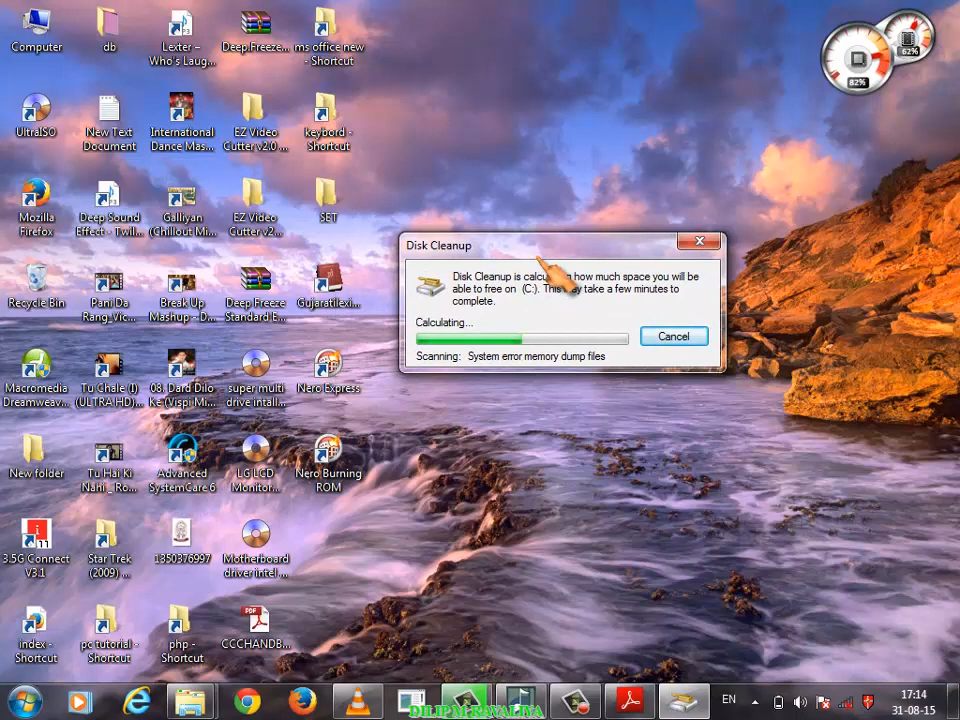 Computer
db
Lexter –
Who's Laug...
Deep.Freeze...
ms office new
- Shortcut
82%
62%
UltraISO
New Text
Document
International
Dance Mas...
EZ Video
Cutter v2.0 ...
keybord -
Shortcut
Mozilla
Firefox
Deep Sound
Effect - Twil...
Galliyan
(Chillout Mi...
EZ Video
Cutter v2...
SET
Recycle Bin
Pani Da
Rang_Vic...
Break Up
Mashup - D...
Deep Freeze
Standard E...
Gujaratilexi...
Disk Cleanup
Disk Cleanup is how much space you will be
able to free on (C:). This may take a few minutes to
complete.
Calculating...
Cancel
Scanning: System error memory dump files
Macromedia
Dreamweav...
Tu Chale (I)
(ULTRA HD)...
08. Dard Dilo
Ke (Vispi Mi...
super multi
drive intall...
Nero Express
New folder
Tu Hai Ki
Nahi _ Ro...
Advanced
SystemCare 6
LG LCD
Monitor...
Nero Burning
ROM
3.5G Connect
V3.1
Star Trek
(2009) ...
1350376997
Motherboard
driver intel ...
index -
Shortcut
pc tutorial -
Shortcut
php -
Shortcut
PDF
CCCHANDB...
EN
17:14
31-08-15
DILIP M RAVALIYA